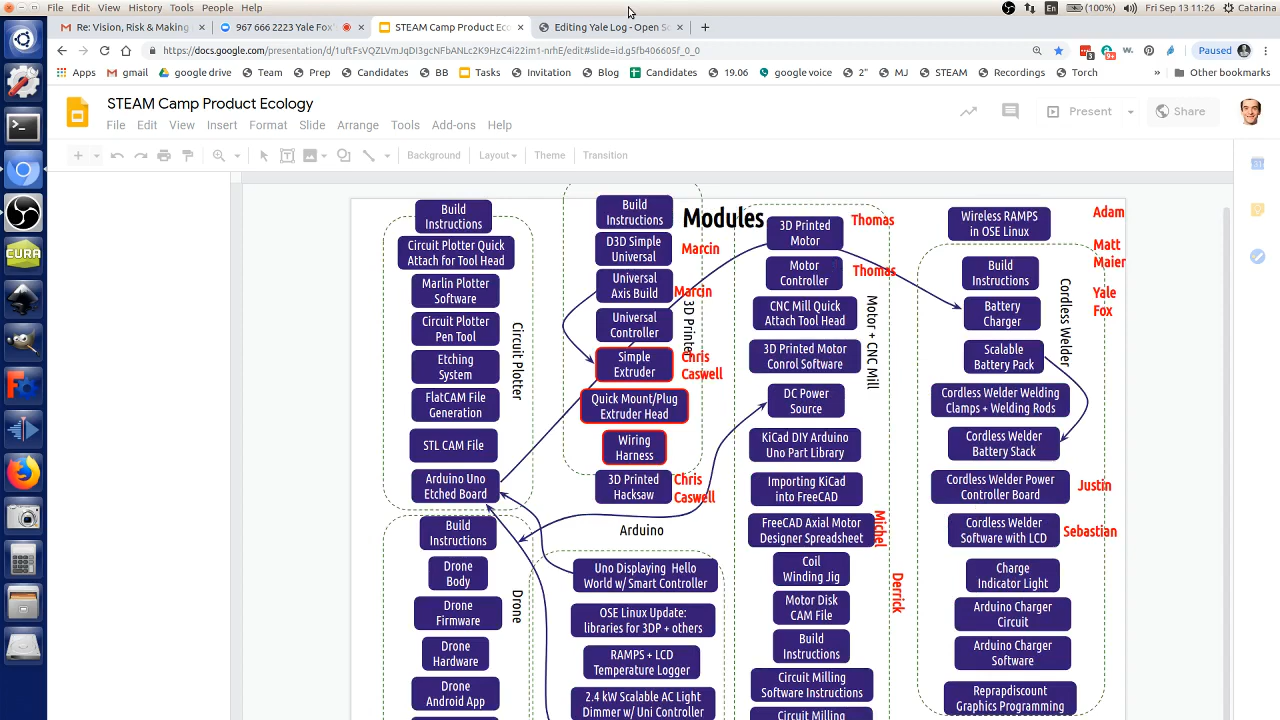 File Edit View History Bookmarks Tools People Help
En (100%) Fri Sep 13 11:26 Catarina
Re: Vision, Risk & Making
967 666 2223 Yale Fox
STEAM Camp Product Eco
Editing Yale Log - Open So
https://docs.google.com/presentation/d/1uftFsVQZLVmJqDI3gcNFbANLc2K9HzC4i22im1-nrhE/edit#slide=id.g5fb406605f_0_0
Paused
Apps gmail google drive Team Prep Candidates BB Tasks Invitation Blog Candidates 19.06 google voice 2" MJ STEAM Recordings Torch » Other bookmarks
STEAM Camp Product Ecology
File Edit View Insert Format Slide Arrange Tools Add-ons Help
Present Share
Background Layout Theme Transition
Modules
Build
Instructions
Circuit Plotter Quick
Attach for Tool Head
Marlin Plotter
Software
Circuit Plotter
Pen Tool
Etching
System
FlatCAM File
Generation
STL CAM File
Arduino Uno
Etched Board
Circuit Plotter
Build
Instructions
Drone
Body
Drone
Firmware
Drone
Hardware
Drone
Android App
Drone
Build
Instructions
D3D Simple
Universal
Marcin
Universal
Axis Build
Marcin
Universal
Controller
Simple
Extruder
Chris
Caswell
Quick Mount/Plug
Extruder Head
Wiring
Harness
3D Printed
Hacksaw
Chris
Caswell
3D Printer
Arduino
Uno Displaying Hello
World w/ Smart Controller
OSE Linux Update:
libraries for 3DP + others
RAMPS + LCD
Temperature Logger
2.4 kW Scalable AC Light
Dimmer w/ Uni Controller
3D Printed
Motor
Thomas
Motor
Controller
Thomas
CNC Mill Quick
Attach Tool Head
3D Printed Motor
Conrol Software
DC Power
Source
KiCad DIY Arduino
Uno Part Library
Importing KiCad
into FreeCAD
FreeCAD Axial Motor
Designer Spreadsheet
Michel
Coil
Winding Jig
Derrick
Motor Disk
CAM File
Build
Instructions
Circuit Milling
Software Instructions
Circuit Milling
Motor + CNC Mill
Wireless RAMPS
in OSE Linux
Adam
Matt
Maier
Yale
Fox
Build
Instructions
Battery
Charger
Scalable
Battery Pack
Cordless Welder Welding
Clamps + Welding Rods
Cordless Welder
Battery Stack
Cordless Welder Power
Controller Board
Justin
Cordless Welder
Software with LCD
Sebastian
Charge
Indicator Light
Arduino Charger
Circuit
Arduino Charger
Software
Reprapdiscount
Graphics Programming
Cordless Welder
CURA